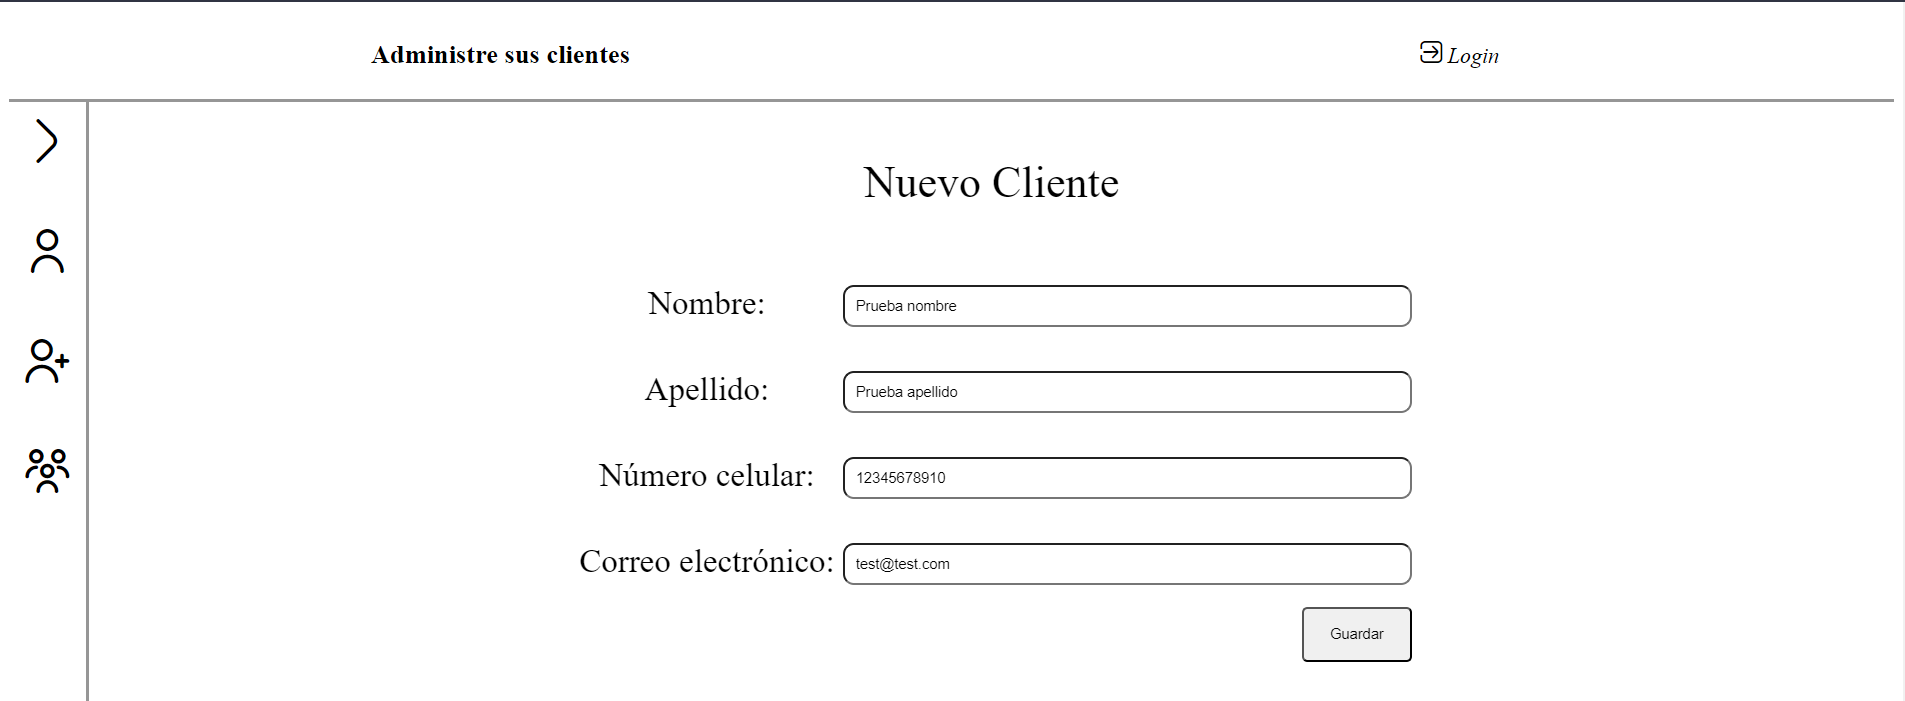 Administre sus clientes
Login
Nuevo Cliente
Nombre: Prueba nombre
Apellido: Prueba apellido
Número celular: 12345678910
Correo electrónico: test@test.com
Guardar